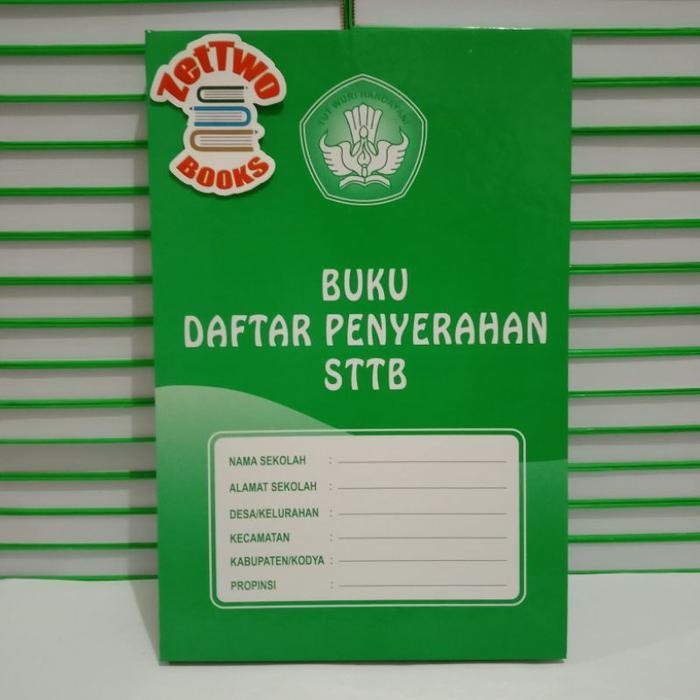 ZetTwo
BOOKS
TUT WURI HANDAYANI
BUKU
DAFTAR PENYERAHAN
STTB
NAMA SEKOLAH :
ALAMAT SEKOLAH :
DESA/KELURAHAN :
KECAMATAN :
KABUPATEN/KODYA :
PROPINSI :